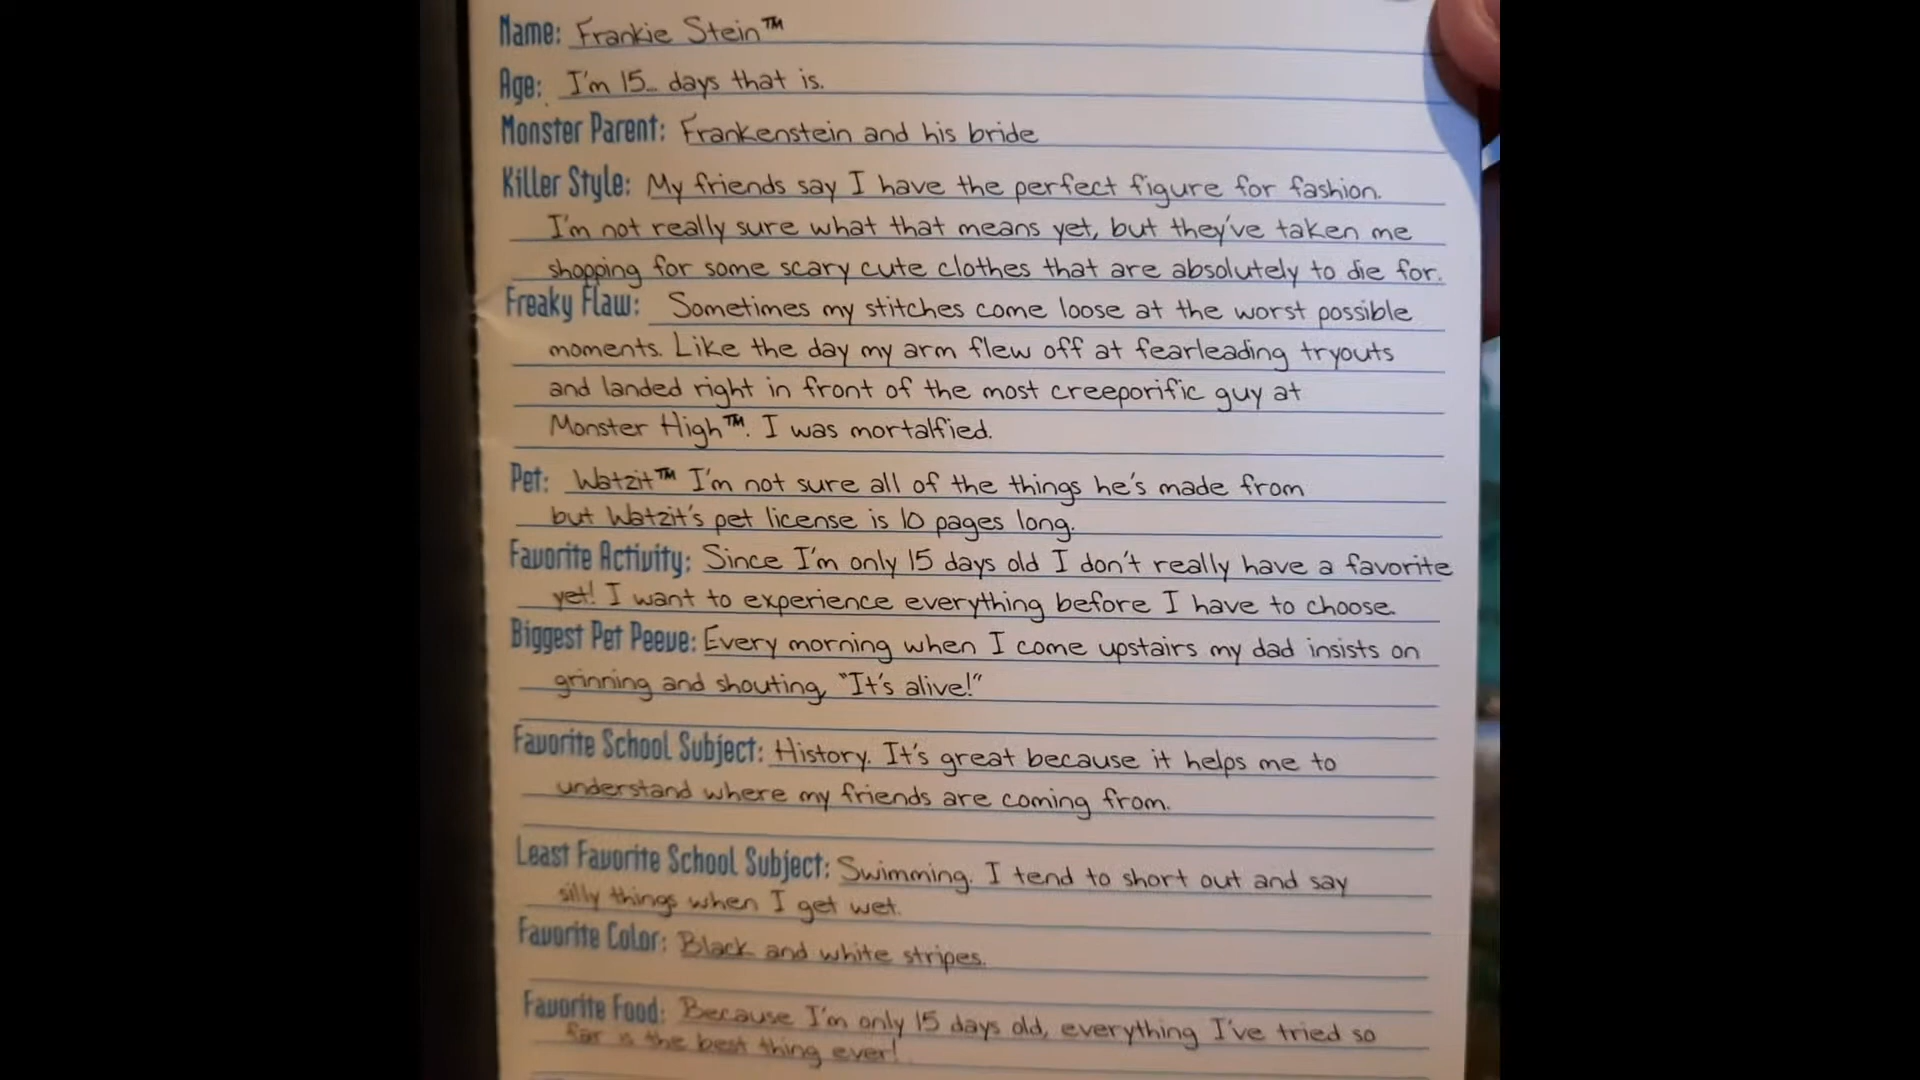 Name: Frankie Stein™
Age: I'm 15... days that is.
Monster Parent: Frankenstein and his bride
Killer Style: My friends say I have the perfect figure for fashion.
I'm not really sure what that means yet, but they've taken me
shopping for some scary cute clothes that are absolutely to die for.
Freaky Flaw: Sometimes my stitches come loose at the worst possible
moments. Like the day my arm flew off at fearleading tryouts
and landed right in front of the most creeporific guy at
Monster High™. I was mortalfied.
Pet: Watzit™ I'm not sure all of the things he's made from
but Watzit's pet license is 10 pages long.
Favorite Activity: Since I'm only 15 days old I don't really have a favorite
yet! I want to experience everything before I have to choose.
Biggest Pet Peeve: Every morning when I come upstairs my dad insists on
grinning and shouting, "It's alive!"
Favorite School Subject: History. It's great because it helps me to
understand where my friends are coming from.
Least Favorite School Subject: Swimming. I tend to short out and say
silly things when I get wet.
Favorite Color: Black and white stripes.
Favorite Food: Because I'm only 15 days old, everything I've tried so
far is the best thing ever!